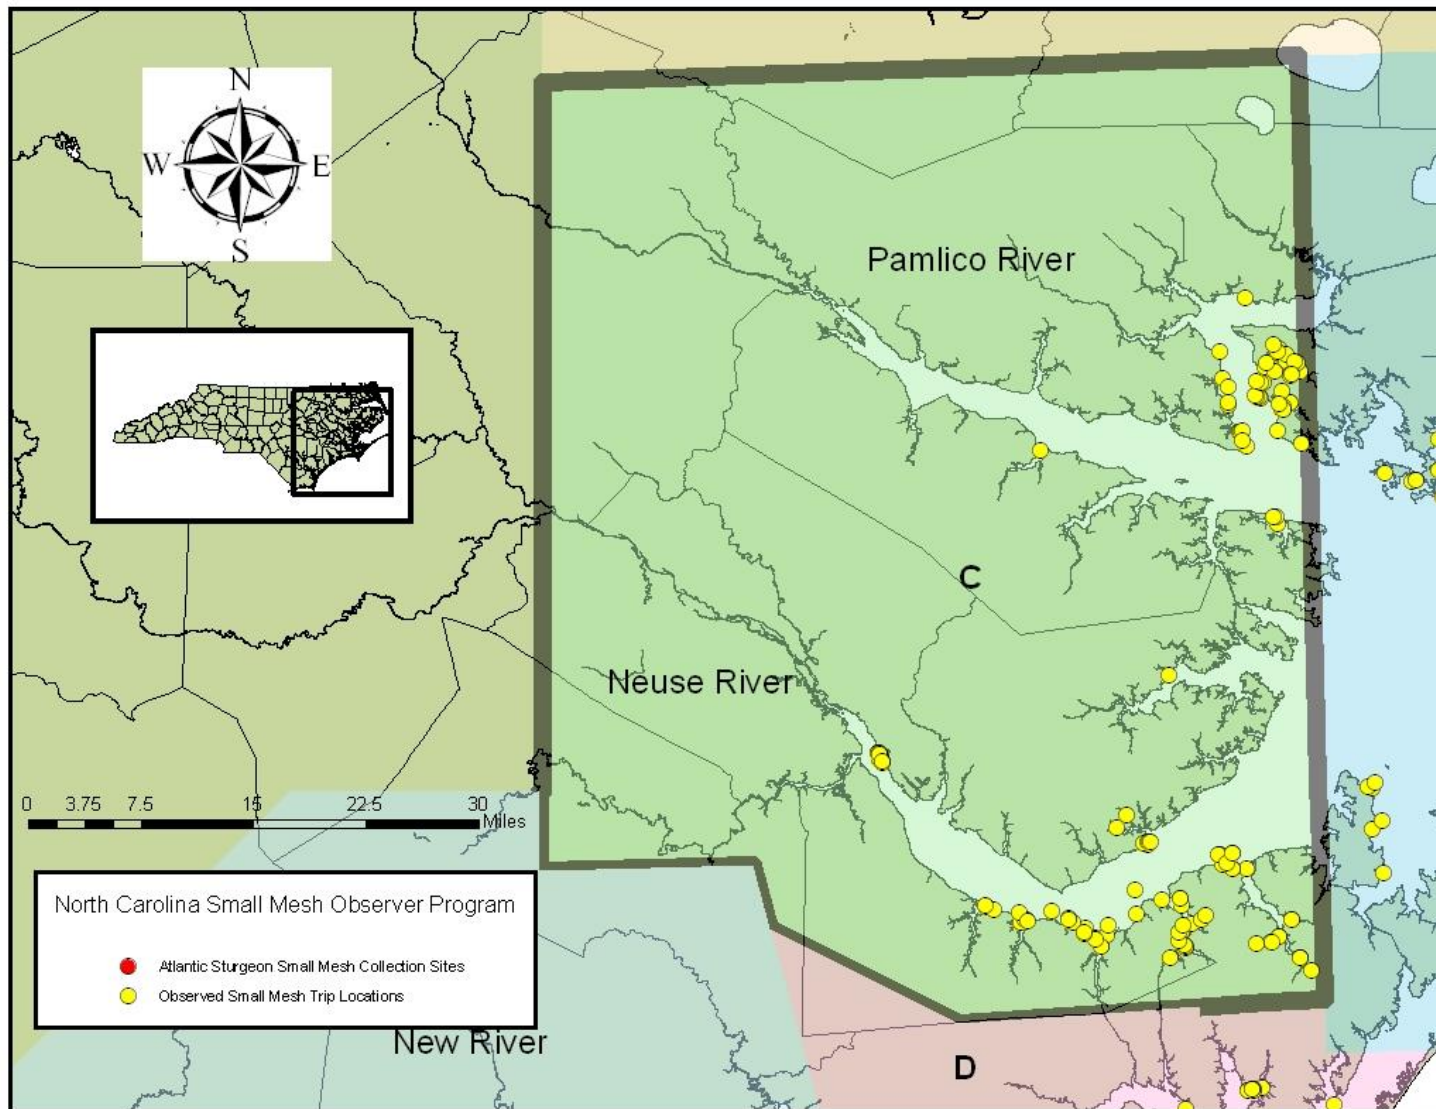 N
W E
S
Pamlico River
C
Neuse River
0 3.75 7.5 15 22.5 30
Miles
North Carolina Small Mesh Observer Program
Atlantic Sturgeon Small Mesh Collection Sites
Observed Small Mesh Trip Locations
New River
D